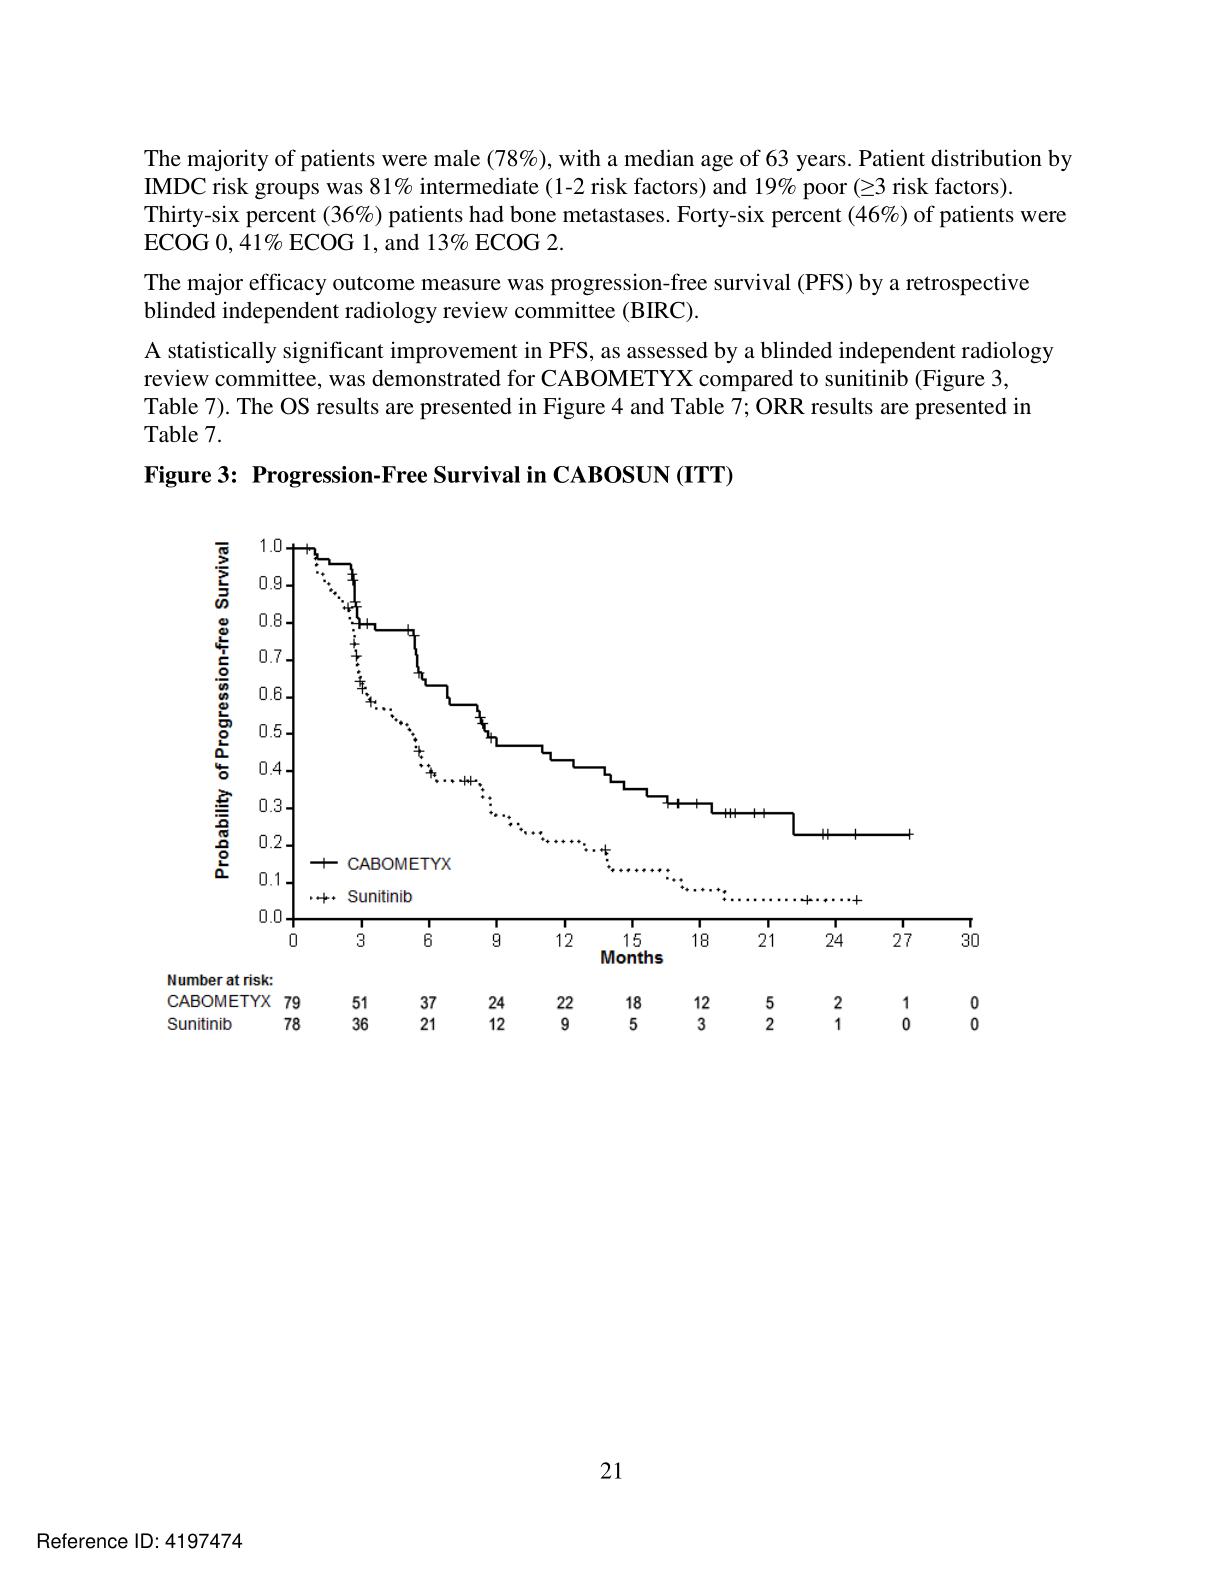 The majority of patients were male (78%), with a median age of 63 years. Patient distribution by
IMDC risk groups was 81% intermediate (1-2 risk factors) and 19% poor (≥3 risk factors).
Thirty-six percent (36%) patients had bone metastases. Forty-six percent (46%) of patients were
ECOG 0, 41% ECOG 1, and 13% ECOG 2.
The major efficacy outcome measure was progression-free survival (PFS) by a retrospective
blinded independent radiology review committee (BIRC).
A statistically significant improvement in PFS, as assessed by a blinded independent radiology
review committee, was demonstrated for CABOMETYX compared to sunitinib (Figure 3,
Table 7). The OS results are presented in Figure 4 and Table 7; ORR results are presented in
Table 7.
Figure 3: Progression-Free Survival in CABOSUN (ITT)
Probability of Progression-free Survival
1.0
0.9
0.8
0.7
0.6
0.5
0.4
0.3
0.2
0.1
0.0
CABOMETYX
Sunitinib
0 3 6 9 12 15 18 21 24 27 30
Months
Number at risk:
CABOMETYX 79 51 37 24 22 18 12 5 2 1 0
Sunitinib 78 36 21 12 9 5 3 2 1 0 0
21
Reference ID: 4197474